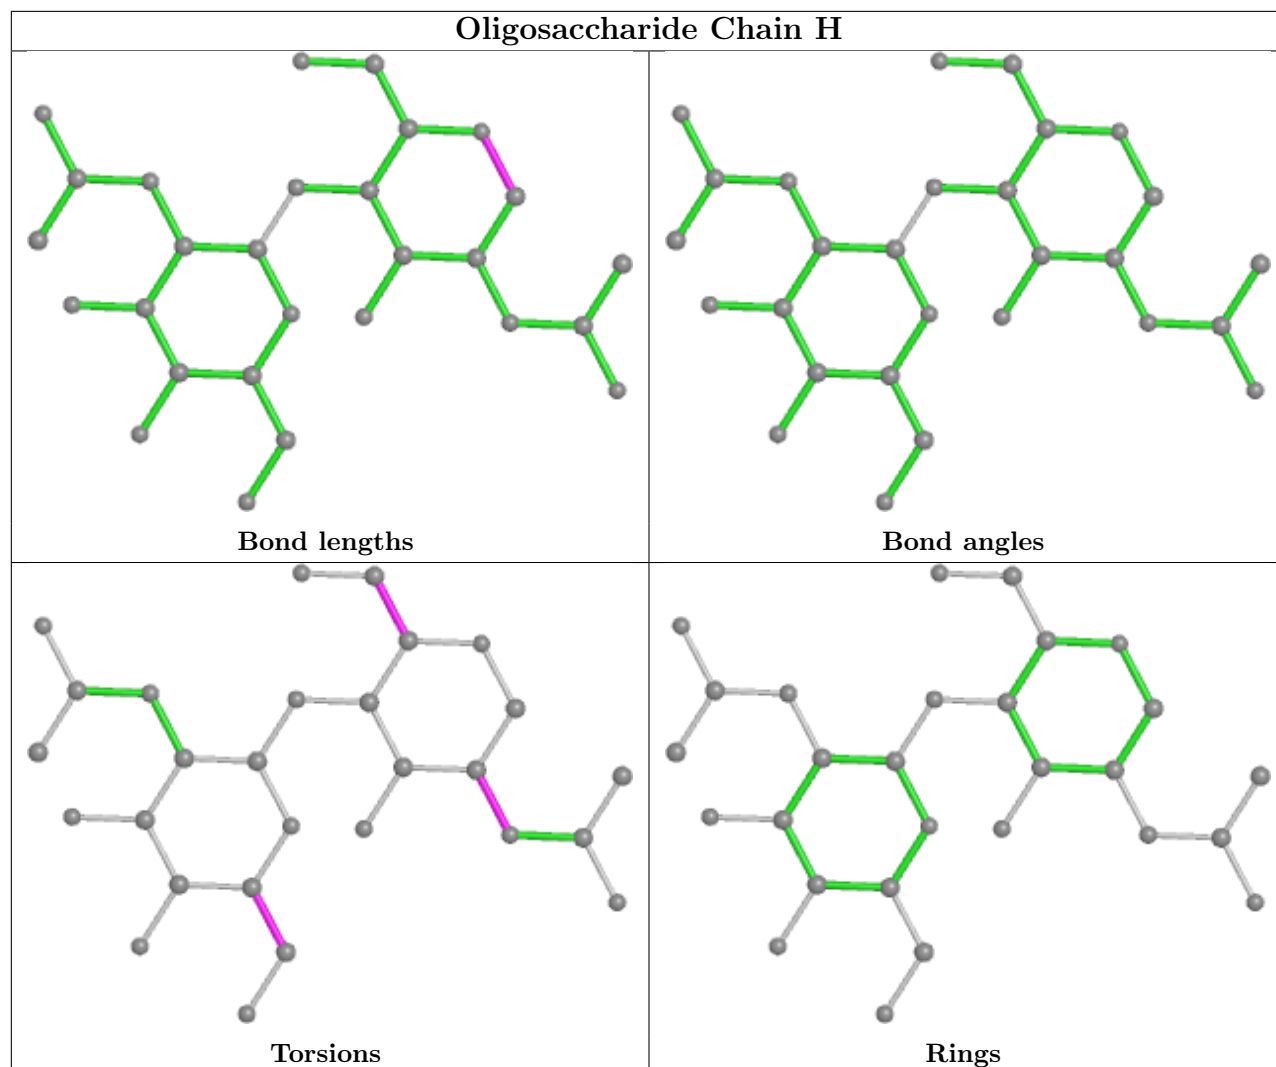 Oligosaccharide Chain H
Bond lengths
Bond angles
Torsions
Rings